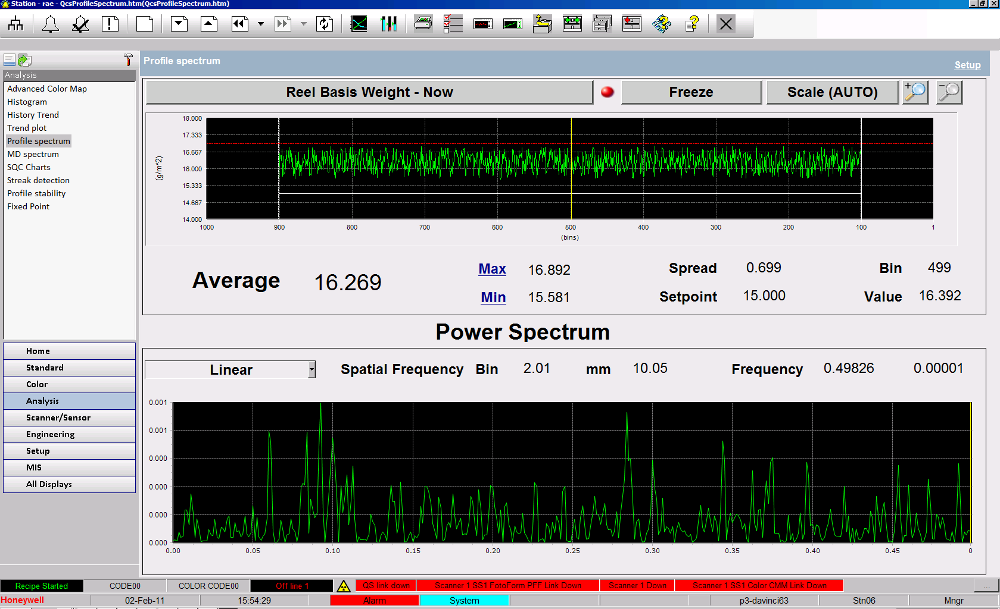 Station - rae - QcsProfileSpectrum.htm(QcsProfileSpectrum.htm)
Analysis
Advanced Color Map
Histogram
History Trend
Trend plot
Profile spectrum
MD spectrum
SQC Charts
Streak detection
Profile stability
Fixed Point
Home
Standard
Color
Analysis
Scanner/Sensor
Engineering
Setup
MIS
All Displays
Profile spectrum
Setup
Reel Basis Weight - Now
Freeze
Scale (AUTO)
18.000
17.333
16.667
16.000
15.333
14.667
14.000
(g/m^2)
1000 900 800 700 600 500 400 300 200 100 1
(bins)
Average 16.269
Max 16.892
Min 15.581
Spread 0.699
Setpoint 15.000
Bin 499
Value 16.392
Power Spectrum
Linear
Spatial Frequency Bin 2.01 mm 10.05 Frequency 0.49826 0.00001
0.001
0.001
0.000
0.000
0.000
0.000
0.00 0.05 0.10 0.15 0.20 0.25 0.30 0.35 0.40 0.45 0
Recipe Started CODE00 COLOR CODE00 Off line 1 QS link down Scanner 1 SS1 FotoForm PFF Link Down Scanner 1 Down Scanner 1 SS1 Color CMM Link Down ...
Honeywell 02-Feb-11 15:54:29 Alarm System p3-davinci63 Stn06 Mngr